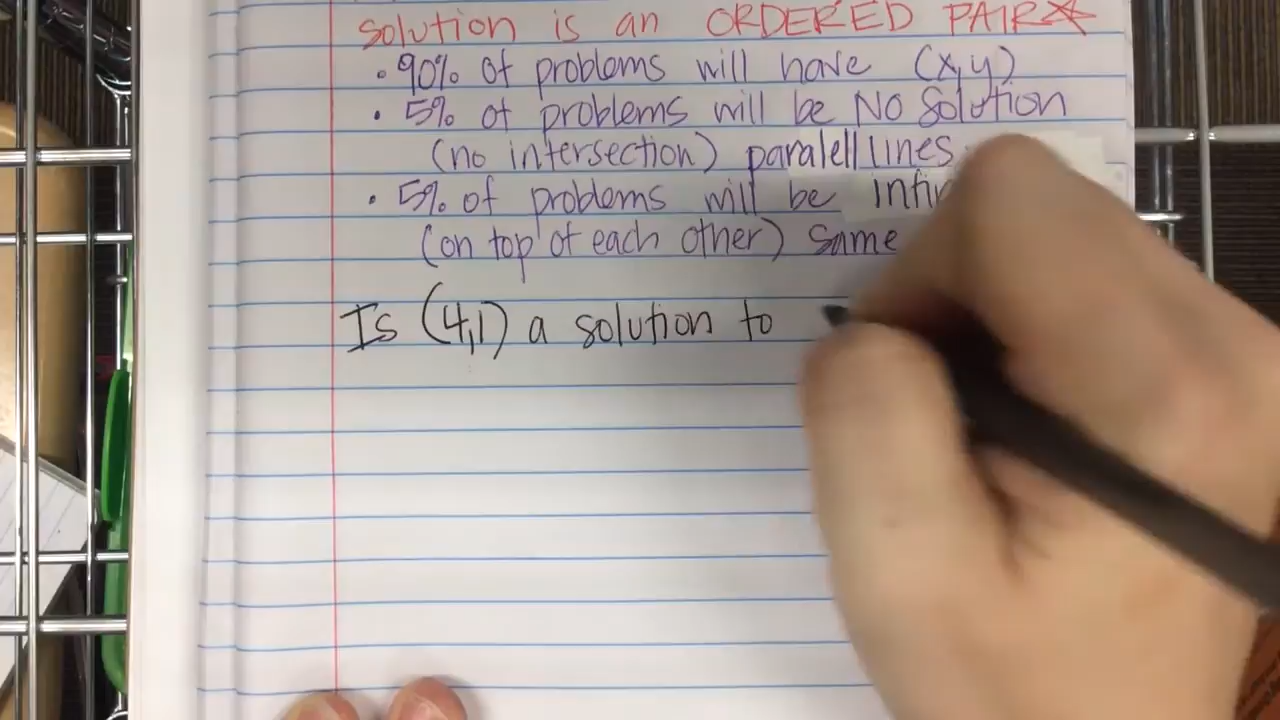 solution is an ORDERED PAIR☆
• 90% of problems will have (x,y)
• 5% of problems will be NO Solution
(no intersection) paralell lines
• 5% of problems will be
(on top of each other) same
Is (4,1) a solution to